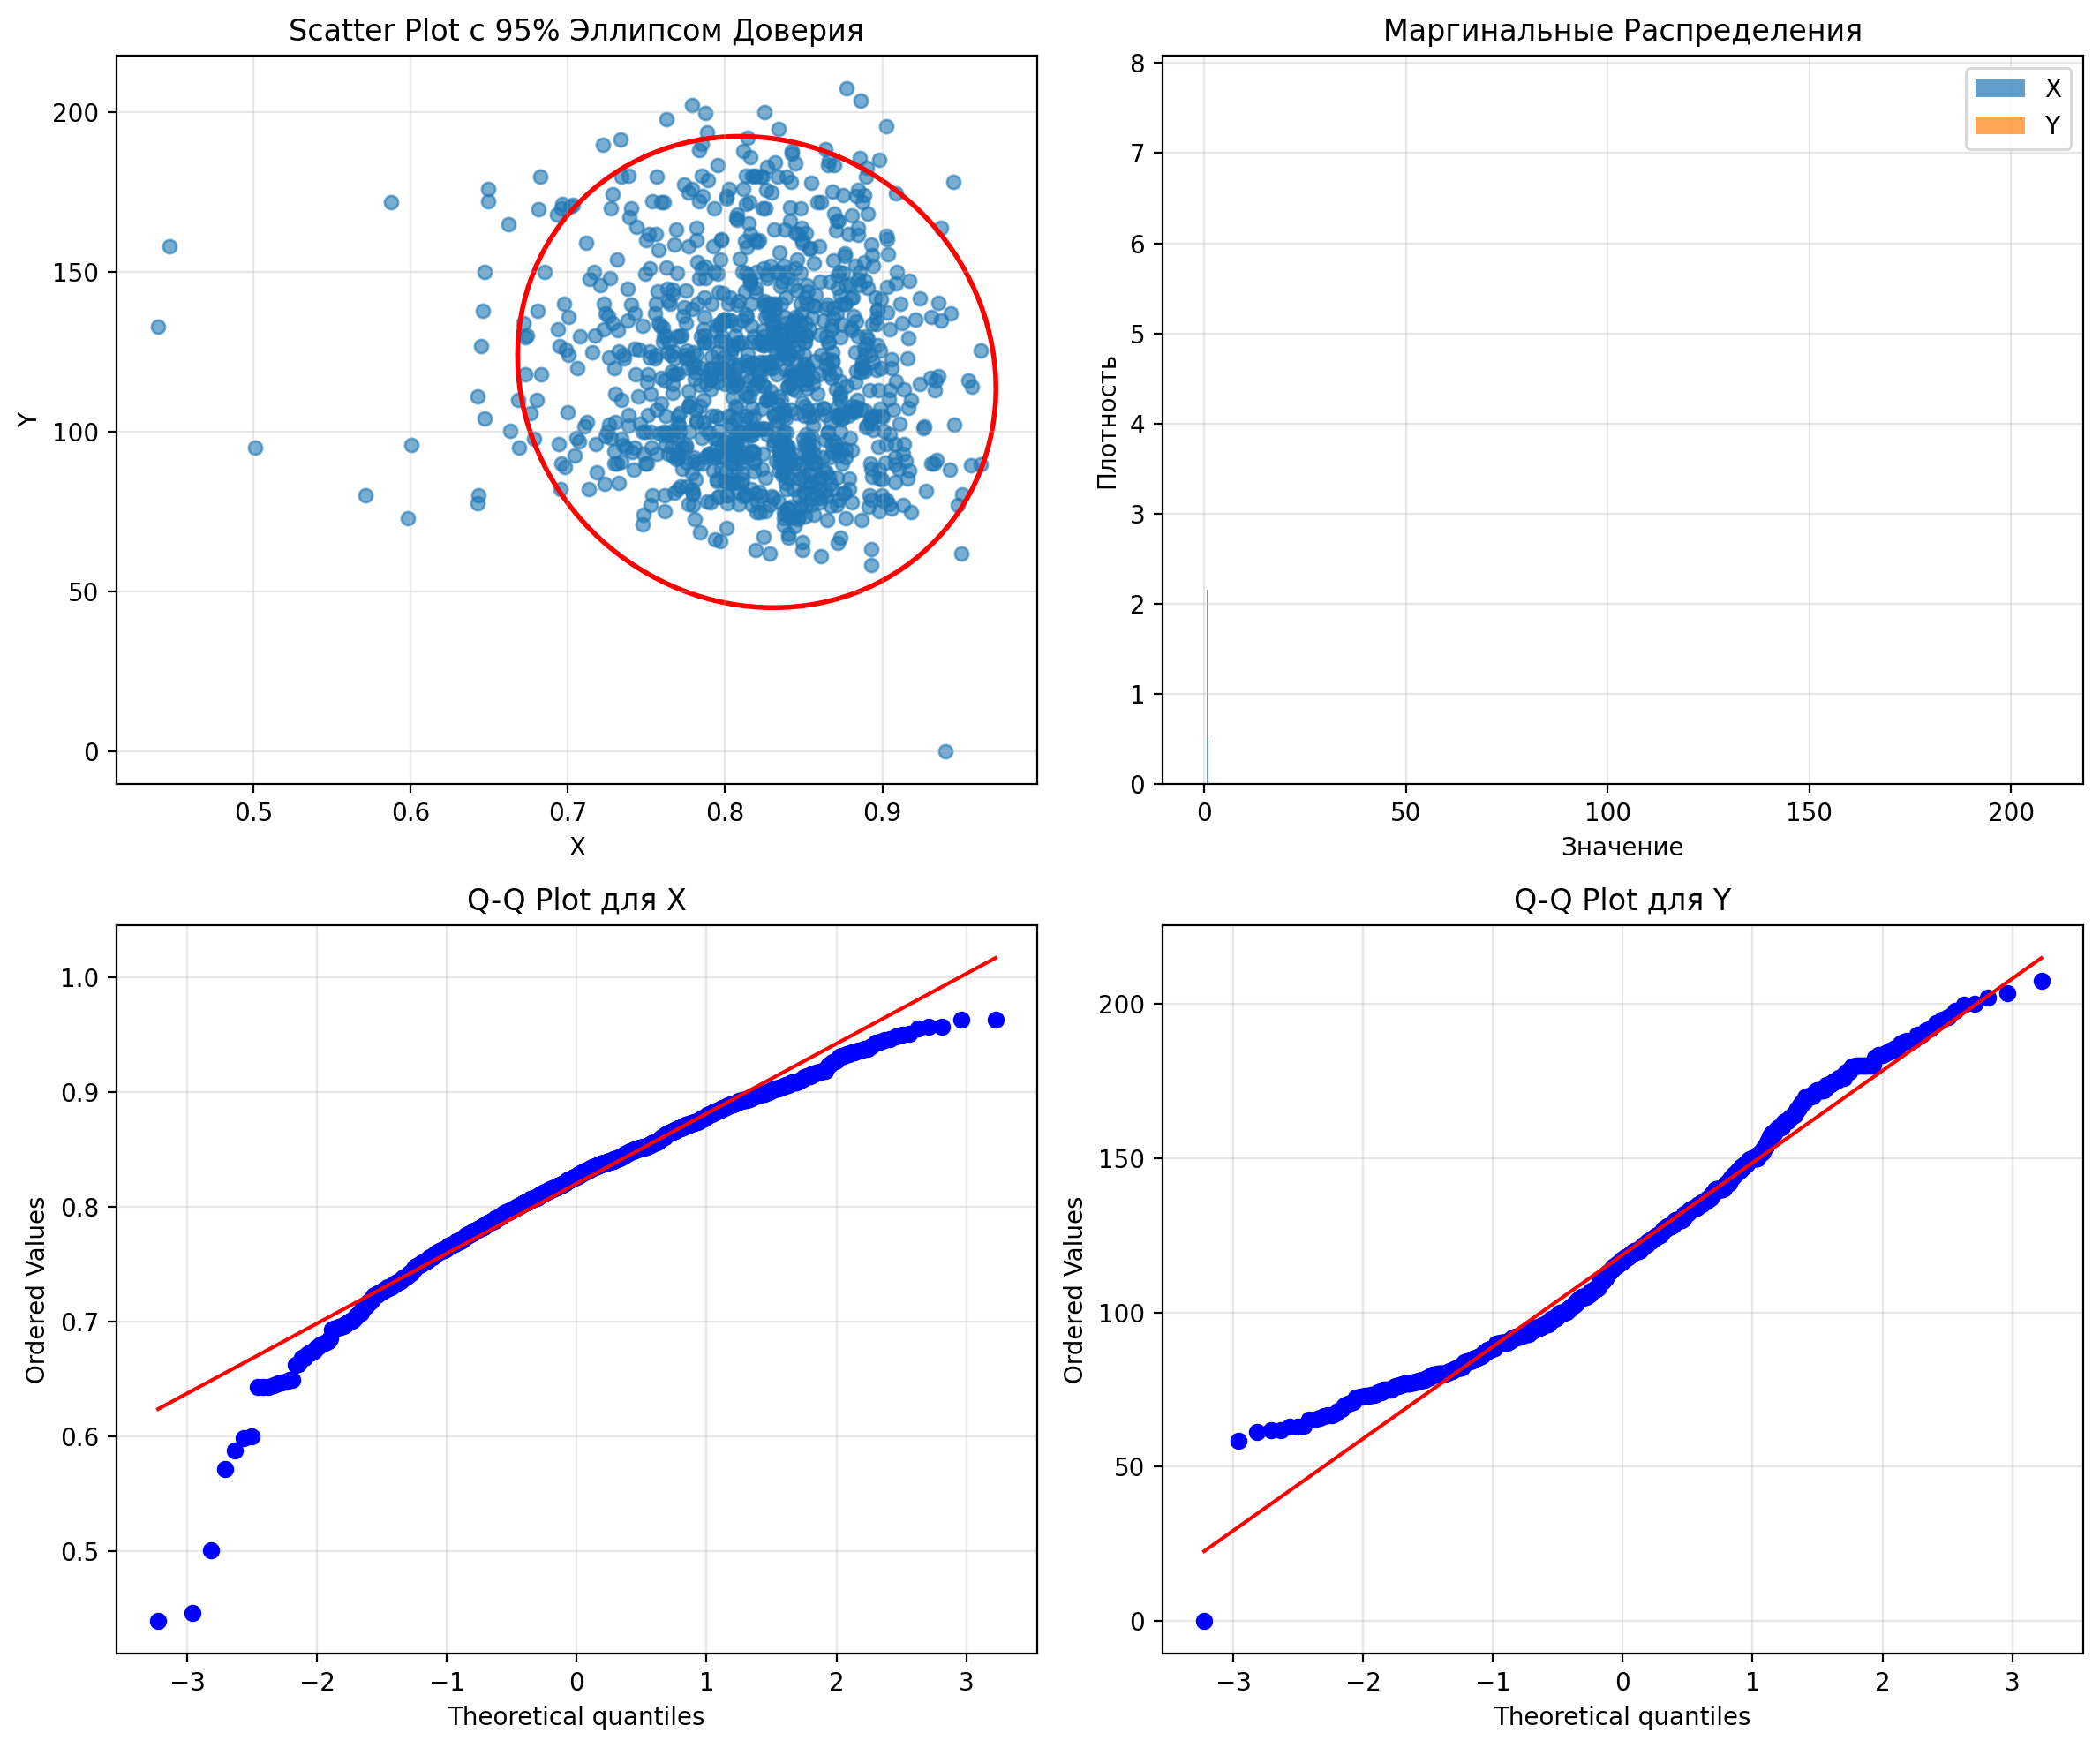 Scatter Plot с 95% Эллипсом Доверия
Y
200
150
100
50
0
0.5 0.6 0.7 0.8 0.9
X
Маргинальные Распределения
X
Y
Плотность
8
7
6
5
4
3
2
1
0
0 50 100 150 200
Значение
Q-Q Plot для X
Ordered Values
1.0
0.9
0.8
0.7
0.6
0.5
−3 −2 −1 0 1 2 3
Theoretical quantiles
Q-Q Plot для Y
Ordered Values
200
150
100
50
0
−3 −2 −1 0 1 2 3
Theoretical quantiles